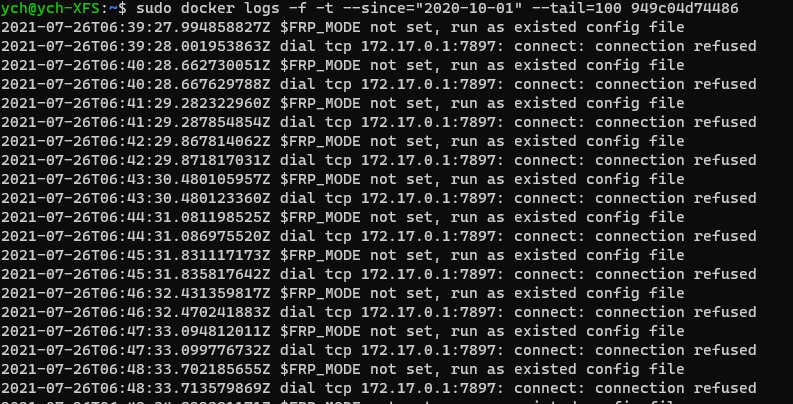 ych@ych-XFS:~$ sudo docker logs -f -t --since="2020-10-01" --tail=100 949c04d74486
2021-07-26T06:39:27.994858827Z $FRP_MODE not set, run as existed config file
2021-07-26T06:39:28.001953863Z dial tcp 172.17.0.1:7897: connect: connection refused
2021-07-26T06:40:28.662730051Z $FRP_MODE not set, run as existed config file
2021-07-26T06:40:28.667629788Z dial tcp 172.17.0.1:7897: connect: connection refused
2021-07-26T06:41:29.282322960Z $FRP_MODE not set, run as existed config file
2021-07-26T06:41:29.287854854Z dial tcp 172.17.0.1:7897: connect: connection refused
2021-07-26T06:42:29.867814062Z $FRP_MODE not set, run as existed config file
2021-07-26T06:42:29.871817031Z dial tcp 172.17.0.1:7897: connect: connection refused
2021-07-26T06:43:30.480105957Z $FRP_MODE not set, run as existed config file
2021-07-26T06:43:30.480123360Z dial tcp 172.17.0.1:7897: connect: connection refused
2021-07-26T06:44:31.081198525Z $FRP_MODE not set, run as existed config file
2021-07-26T06:44:31.086975520Z dial tcp 172.17.0.1:7897: connect: connection refused
2021-07-26T06:45:31.831117173Z $FRP_MODE not set, run as existed config file
2021-07-26T06:45:31.835817642Z dial tcp 172.17.0.1:7897: connect: connection refused
2021-07-26T06:46:32.431359817Z $FRP_MODE not set, run as existed config file
2021-07-26T06:46:32.470241883Z dial tcp 172.17.0.1:7897: connect: connection refused
2021-07-26T06:47:33.094812011Z $FRP_MODE not set, run as existed config file
2021-07-26T06:47:33.099776732Z dial tcp 172.17.0.1:7897: connect: connection refused
2021-07-26T06:48:33.702185655Z $FRP_MODE not set, run as existed config file
2021-07-26T06:48:33.713579869Z dial tcp 172.17.0.1:7897: connect: connection refused